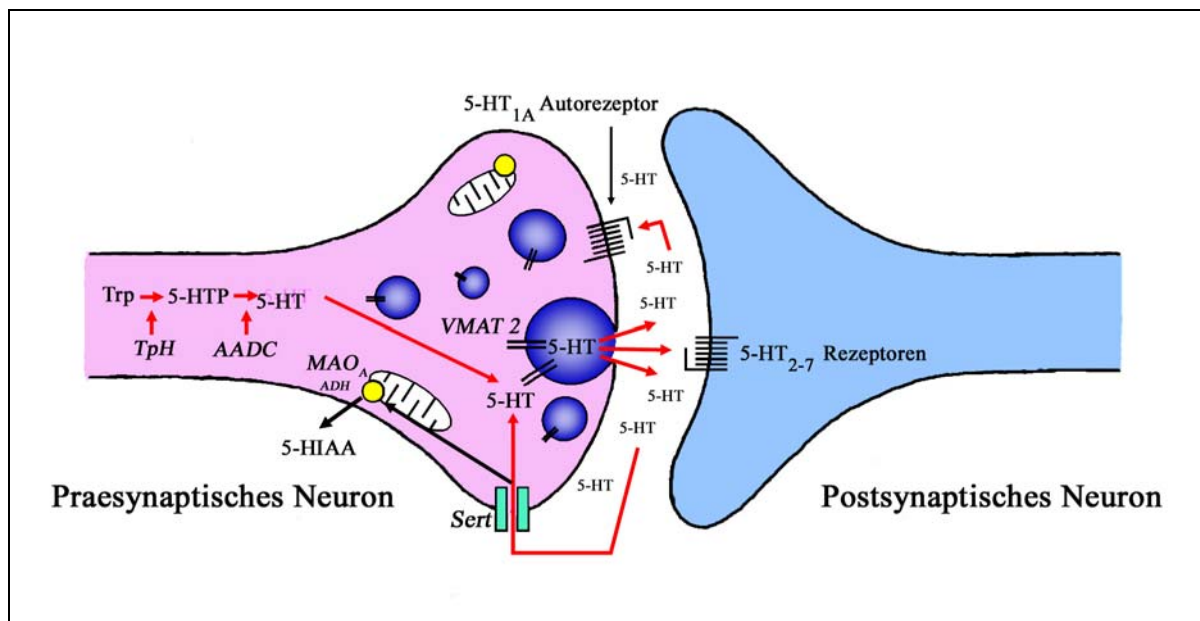 5-HT1A Autorezeptor
5-HT
5-HT
5-HT
Trp 5-HTP 5-HT 5-HT
VMAT 2
5-HT
TpH AADC
5-HT2-7 Rezeptoren
MAOA
ADH
5-HT
5-HT
5-HT
5-HIAA
5-HT
Praesynaptisches Neuron
Postsynaptisches Neuron
Sert